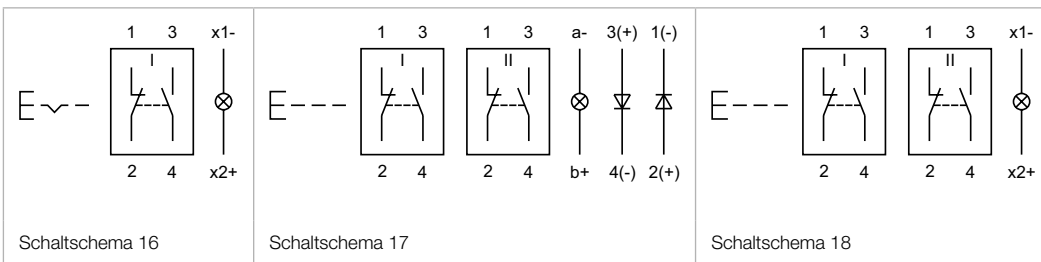 1 3 x1-
I
2 4 x2+
Schaltschema 16
1 3 1 3 a- 3(+) 1(-)
I II
2 4 2 4 b+ 4(-) 2(+)
Schaltschema 17
1 3 1 3 x1-
I II
2 4 2 4 x2+
Schaltschema 18